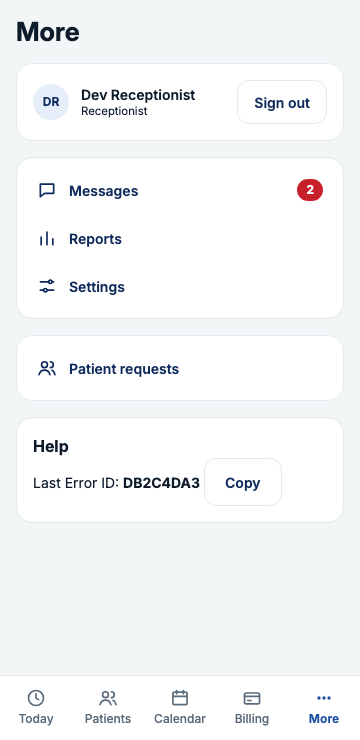 More
DR
Dev Receptionist
Receptionist
Sign out
Messages
2
Reports
Settings
Patient requests
Help
Last Error ID: DB2C4DA3
Copy
Today
Patients
Calendar
Billing
More